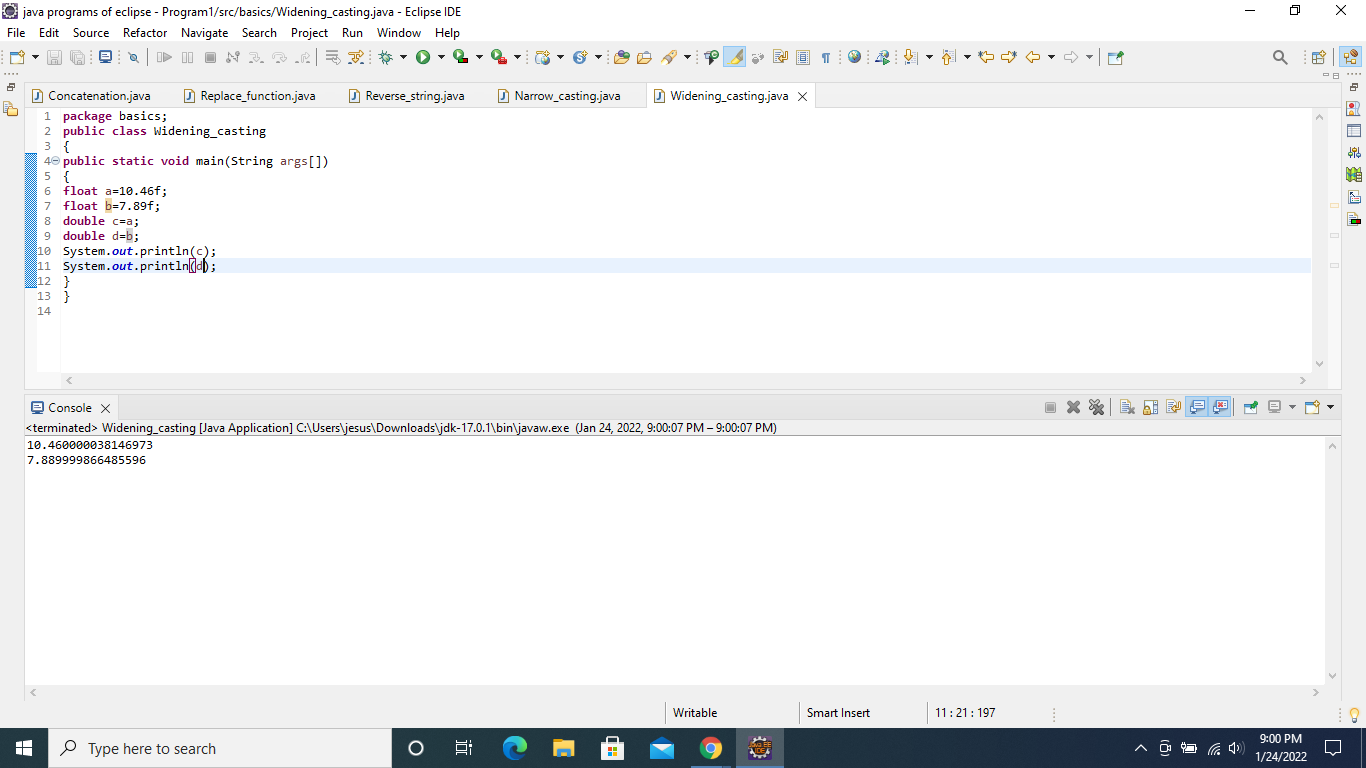 java programs of eclipse - Program1/src/basics/Widening_casting.java - Eclipse IDE
File Edit Source Refactor Navigate Search Project Run Window Help
Concatenation.java Replace_function.java Reverse_string.java Narrow_casting.java Widening_casting.java
1 package basics;
2 public class Widening_casting
3 {
4 public static void main(String args[])
5 {
6 float a=10.46f;
7 float b=7.89f;
8 double c=a;
9 double d=b;
10 System.out.println(c);
11 System.out.println(d);
12 }
13 }
14
Console
<terminated> Widening_casting [Java Application] C:\Users\jesus\Downloads\jdk-17.0.1\bin\javaw.exe (Jan 24, 2022, 9:00:07 PM – 9:00:07 PM)
10.460000038146973
7.889999866485596
Writable Smart Insert 11 : 21 : 197
Type here to search
9:00 PM
1/24/2022